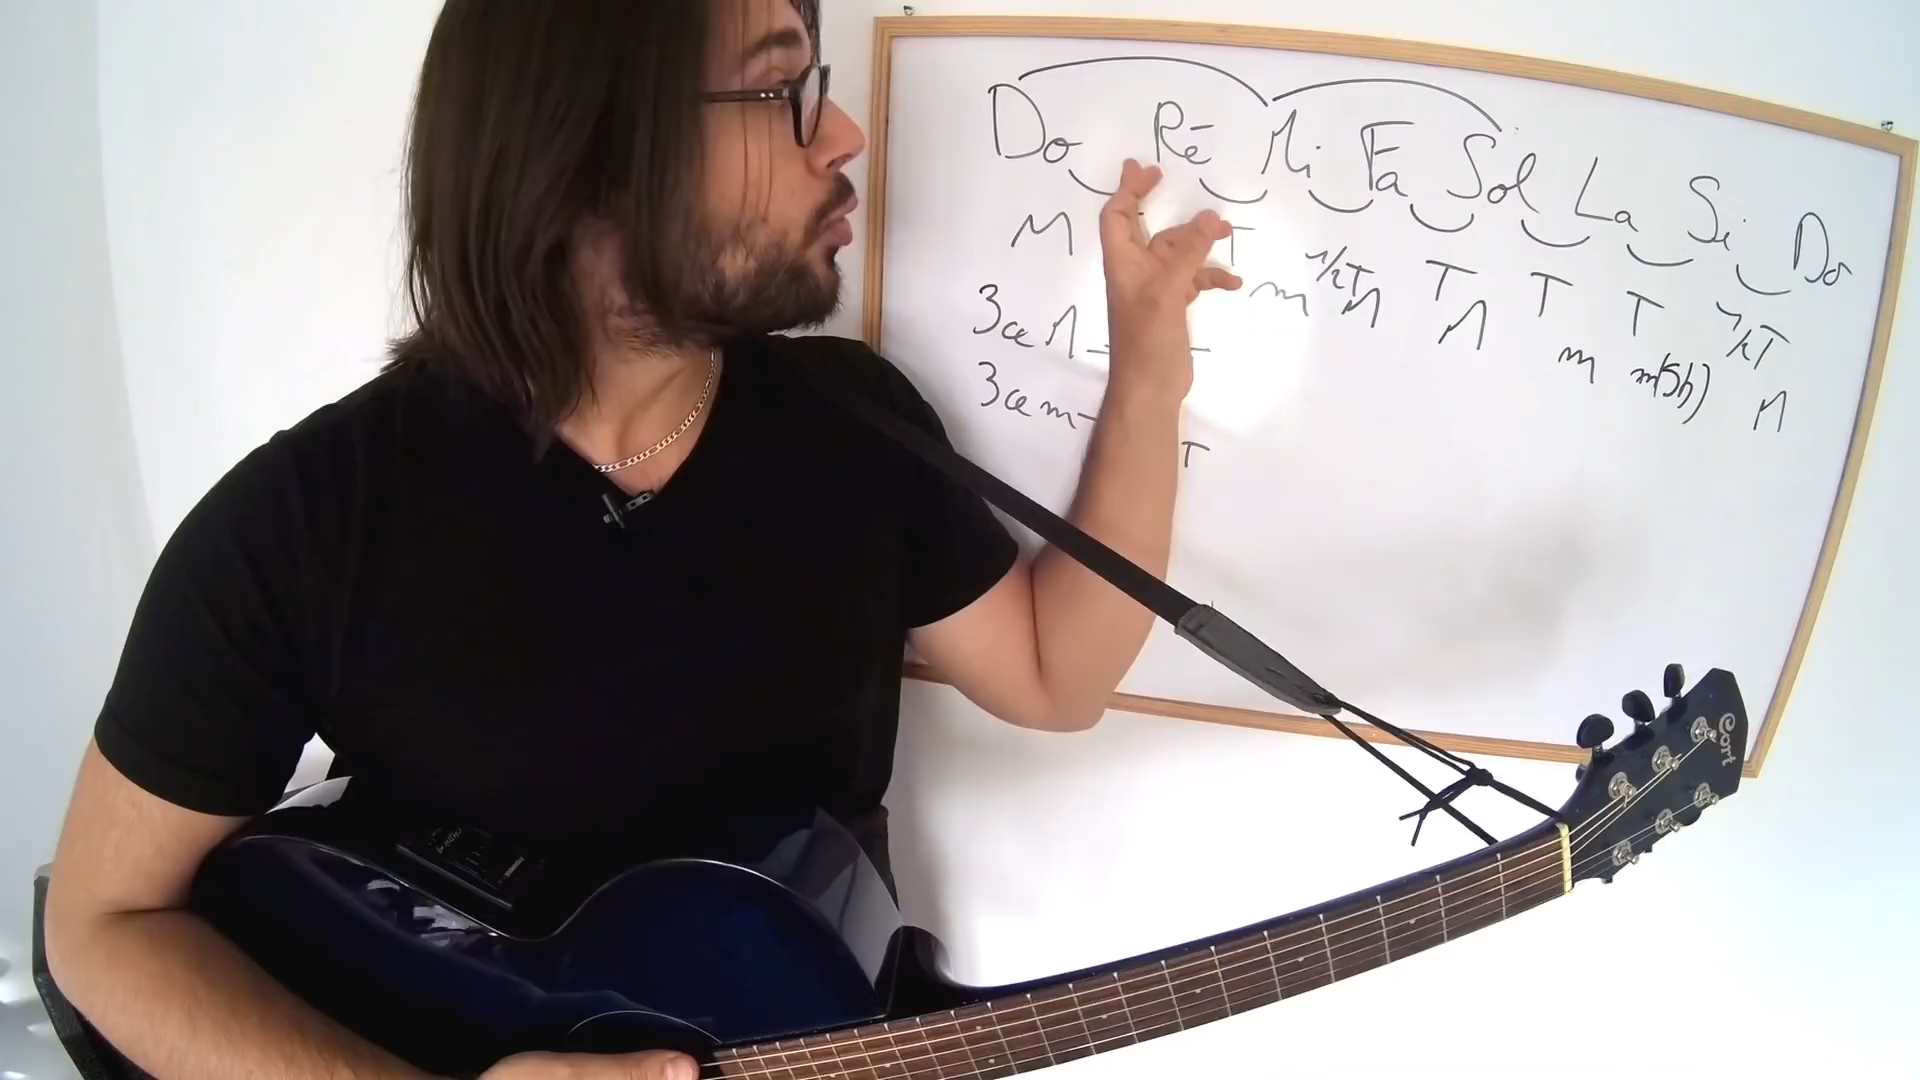 Do Ré Mi Fa Sol La Si Do
T 1/2T T T T 1/2T
M m M M m m(5b) M
3ce M -
3ce m - T
Cort